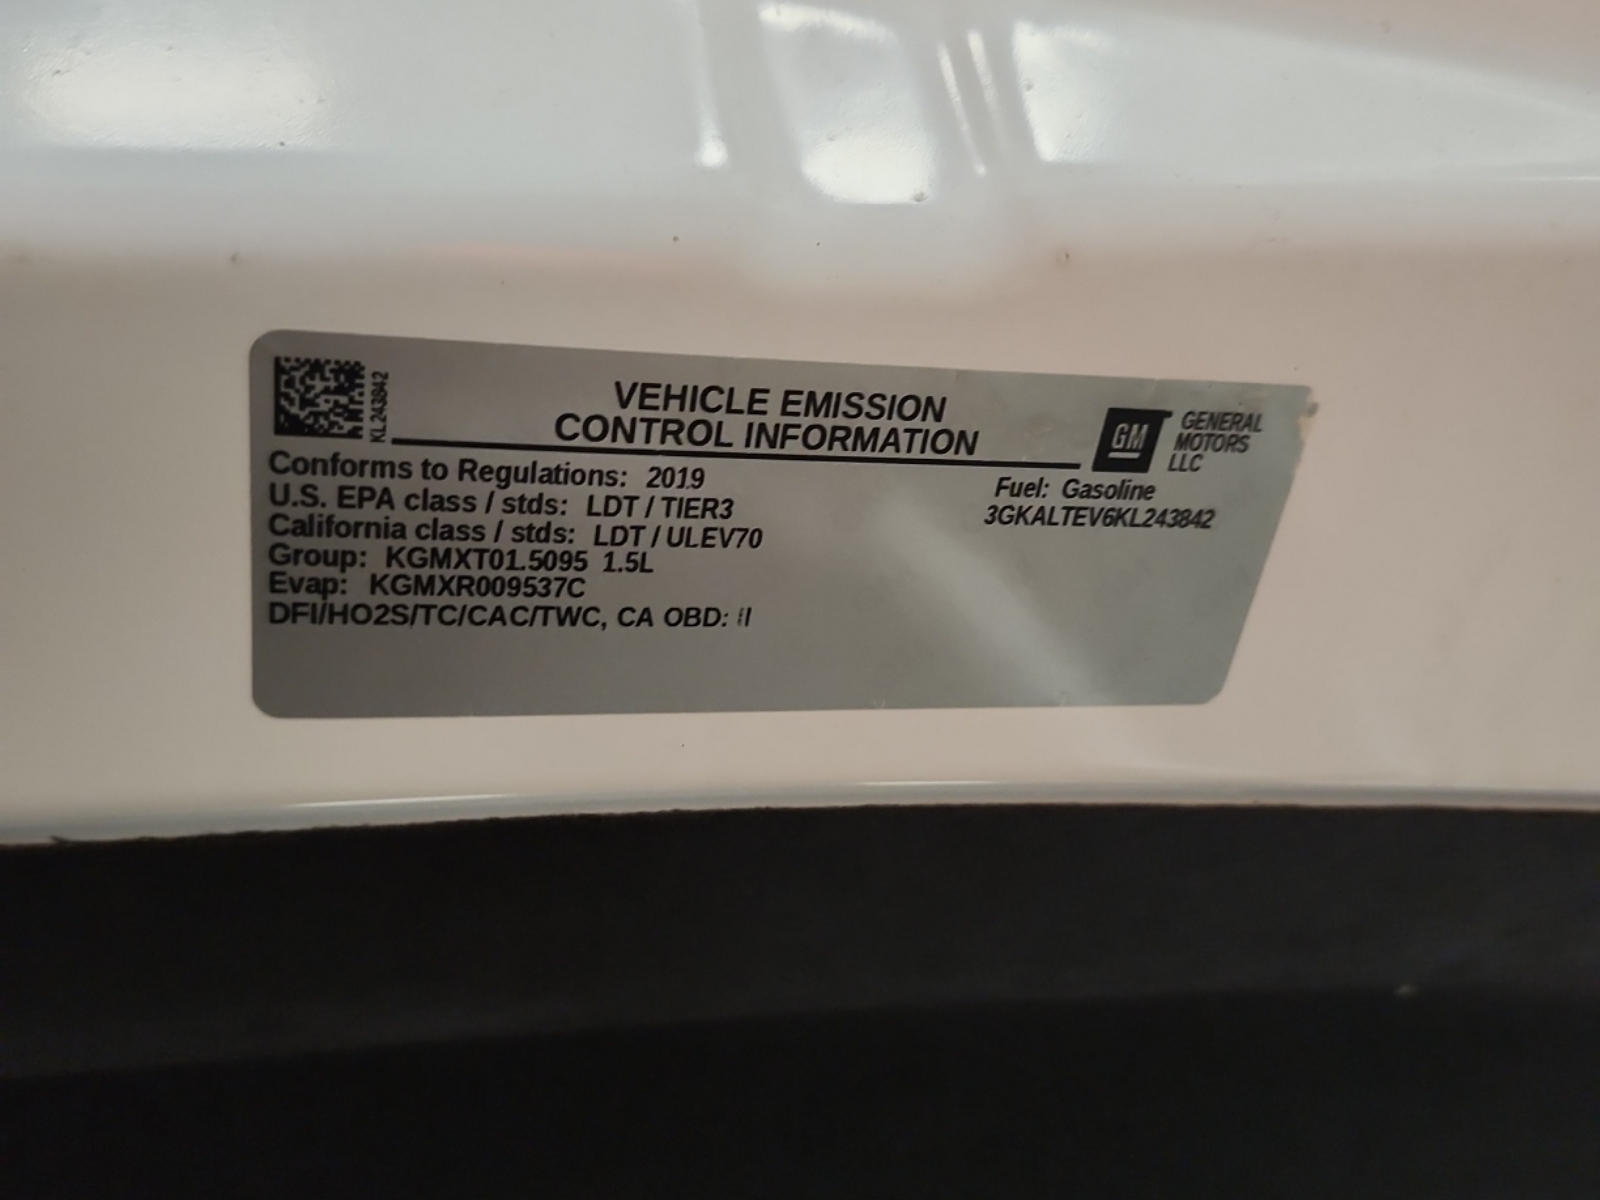 KL243842
VEHICLE EMISSION
CONTROL INFORMATION
GM
GENERAL
MOTORS
LLC
Conforms to Regulations: 2019
U.S. EPA class / stds: LDT / TIER3
California class / stds: LDT / ULEV70
Group: KGMXT01.5095 1.5L
Evap: KGMXR009537C
DFI/HO2S/TC/CAC/TWC, CA OBD: II
Fuel: Gasoline
3GKALTEV6KL243842